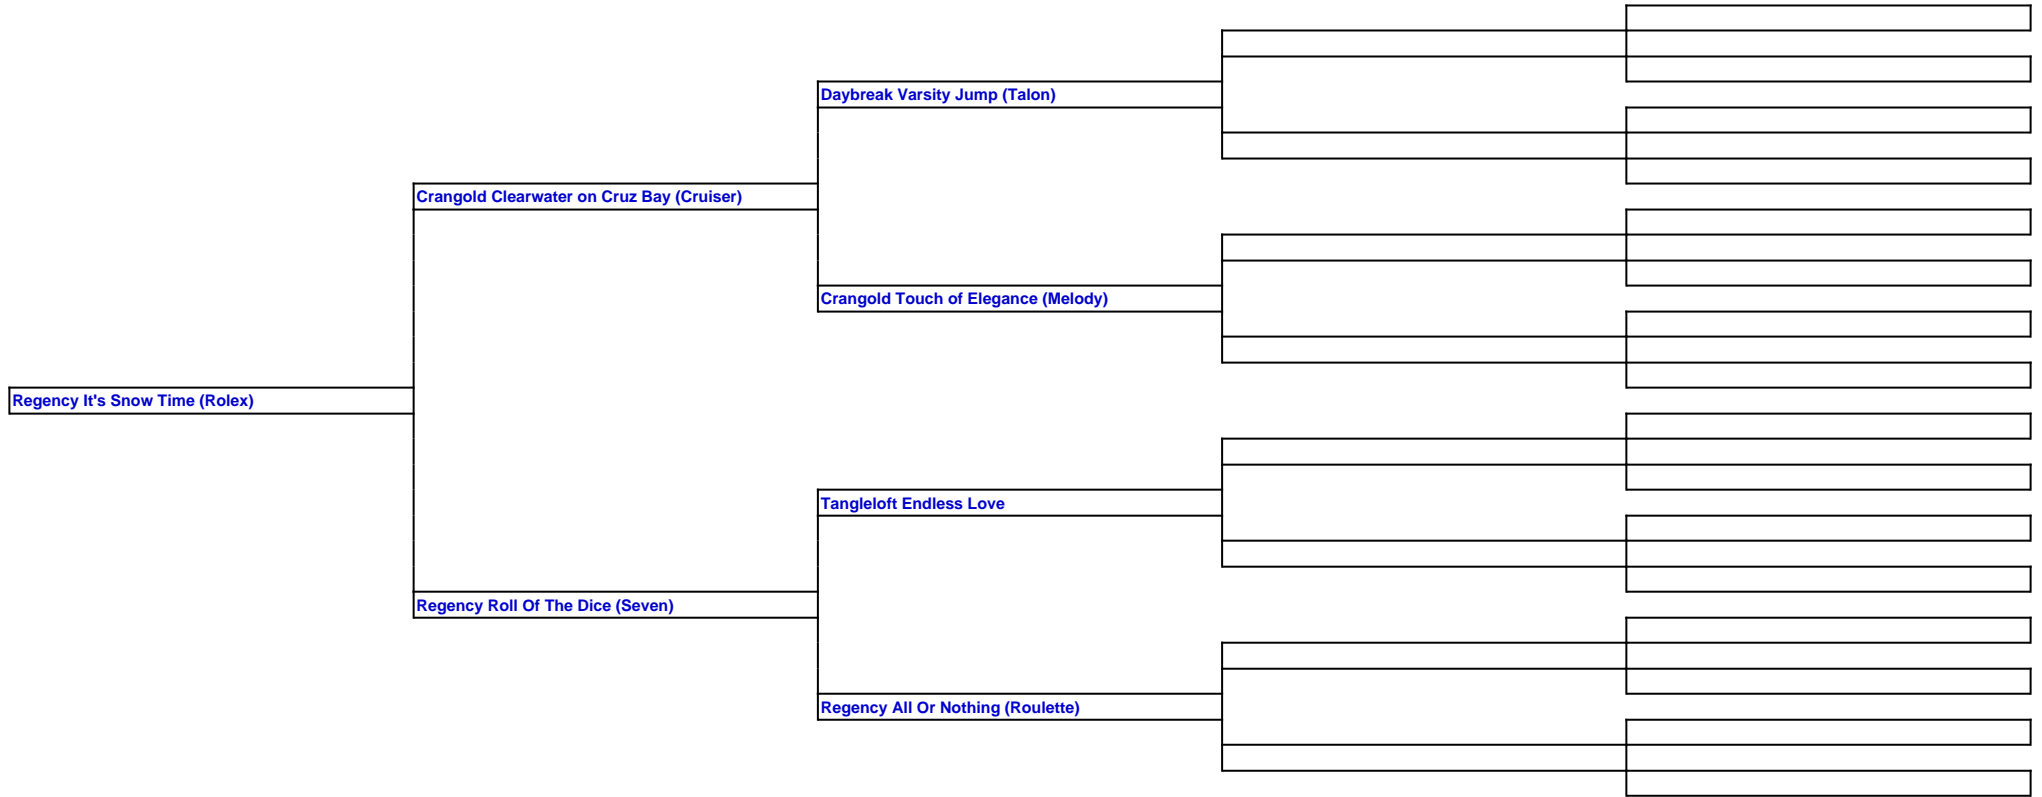 Daybreak Varsity Jump (Talon)
Crangold Clearwater on Cruz Bay (Cruiser)
Crangold Touch of Elegance (Melody)
Regency It's Snow Time (Rolex)
Tangleloft Endless Love
Regency Roll Of The Dice (Seven)
Regency All Or Nothing (Roulette)